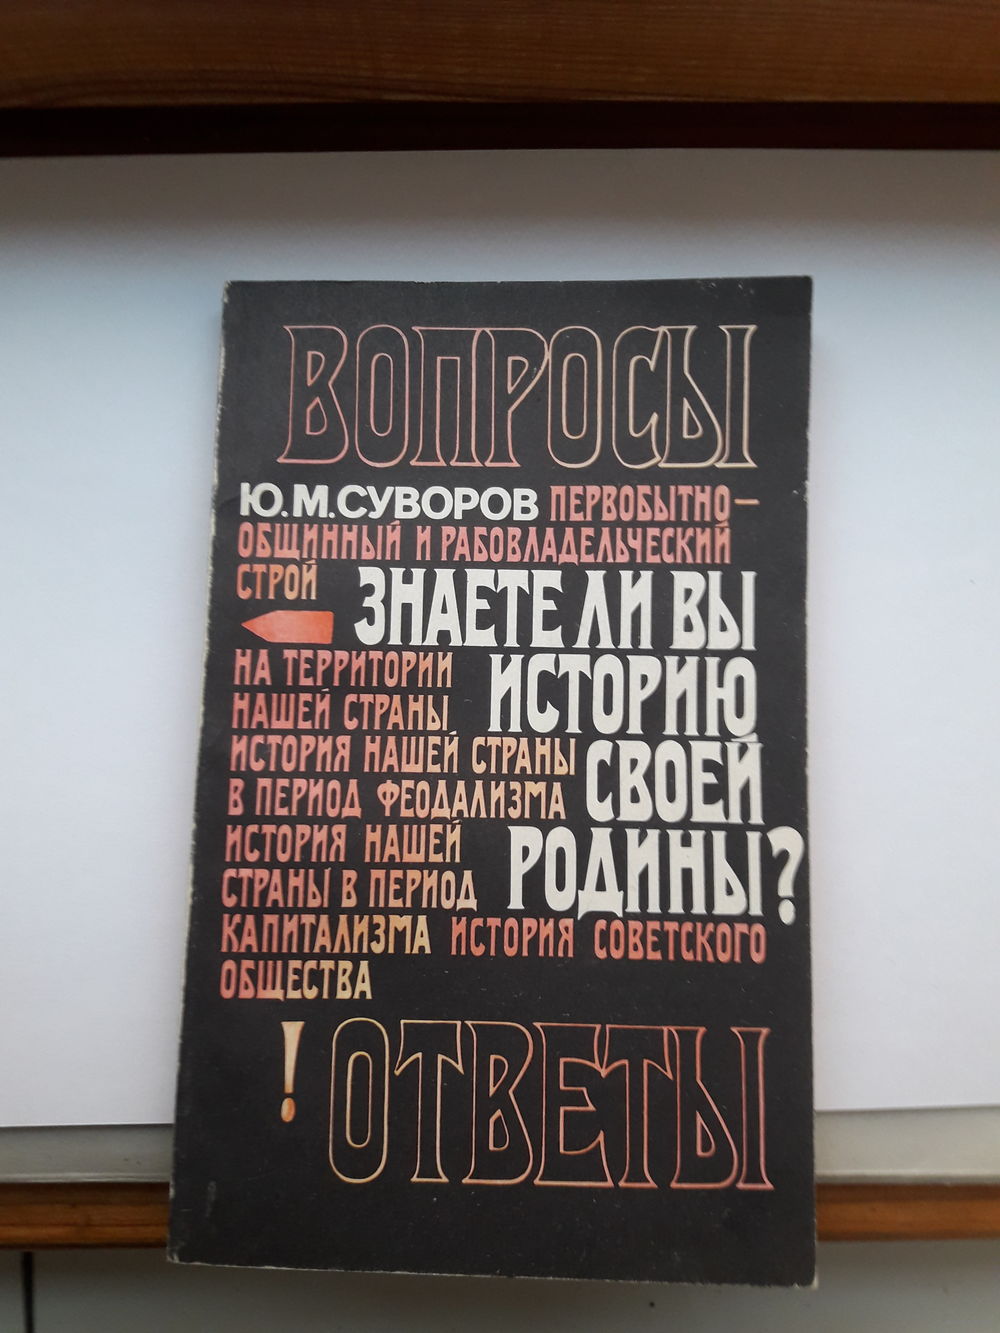 ВОПРОСЫ
Ю.М.СУВОРОВ ПЕРВОБЫТНО–
ОБЩИННЫЙ И РАБОВЛАДЕЛЬЧЕСКИЙ
СТРОЙ
ЗНАЕТЕ ЛИ ВЫ
НА ТЕРРИТОРИИ
ИСТОРИЮ
НАШЕЙ СТРАНЫ
ИСТОРИЯ НАШЕЙ СТРАНЫ
СВОЕЙ
В ПЕРИОД ФЕОДАЛИЗМА
ИСТОРИЯ НАШЕЙ
РОДИНЫ?
СТРАНЫ В ПЕРИОД
КАПИТАЛИЗМА ИСТОРИЯ СОВЕТСКОГО
ОБЩЕСТВА
! ОТВЕТЫ